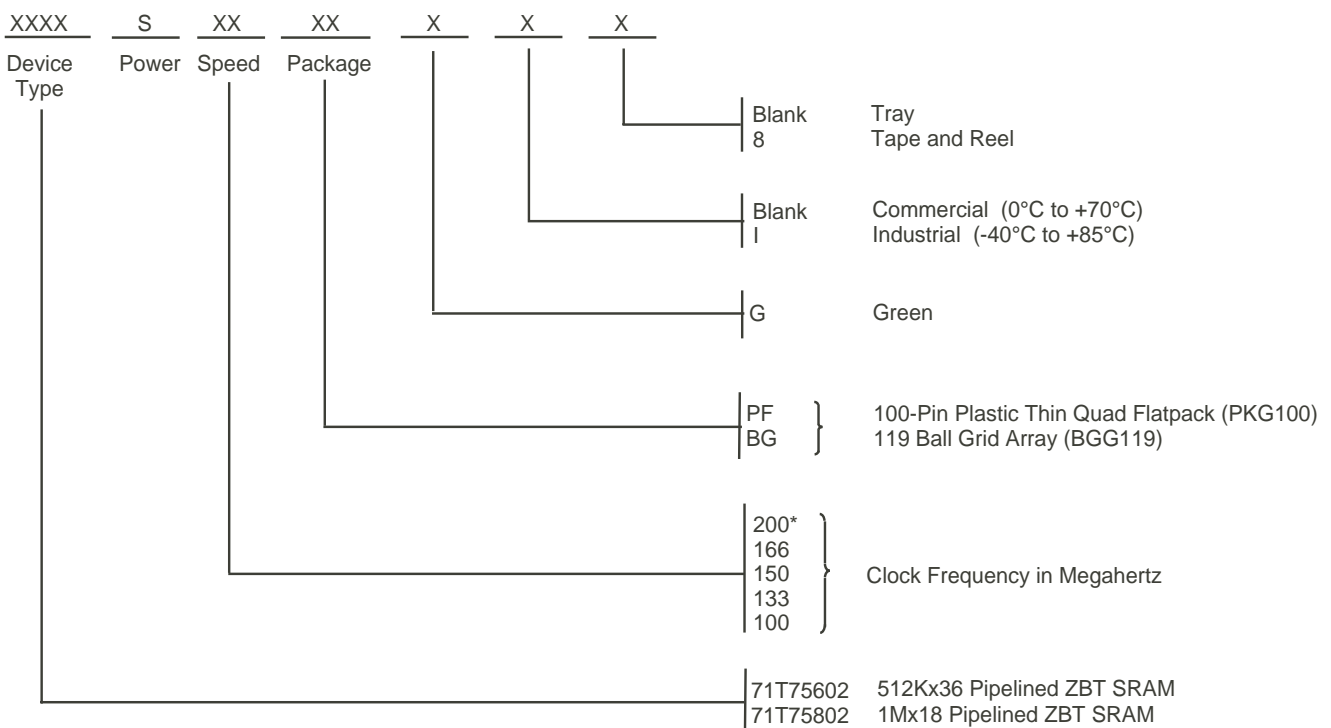 XXXX S XX XX X X X
Device Type Power Speed Package
Blank Tray
8 Tape and Reel
Blank Commercial (0°C to +70°C)
I Industrial (-40°C to +85°C)
G Green
PF 100-Pin Plastic Thin Quad Flatpack (PKG100)
BG 119 Ball Grid Array (BGG119)
200*
166
150 Clock Frequency in Megahertz
133
100
71T75602 512Kx36 Pipelined ZBT SRAM
71T75802 1Mx18 Pipelined ZBT SRAM